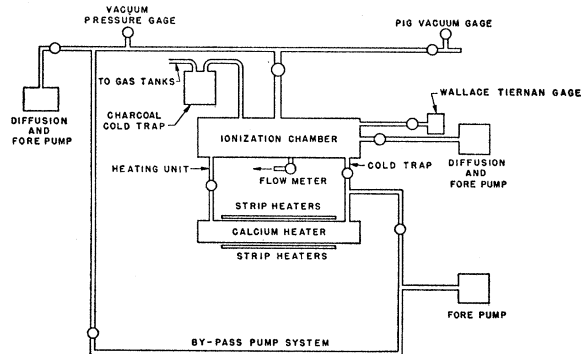 VACUUM
PRESSURE GAGE
PIG VACUUM GAGE
TO GAS TANKS
WALLACE TIERNAN GAGE
DIFFUSION
AND
FORE PUMP
CHARCOAL
COLD TRAP
IONIZATION CHAMBER
HEATING UNIT
COLD TRAP
DIFFUSION
AND
FORE PUMP
FLOW METER
STRIP HEATERS
CALCIUM HEATER
STRIP HEATERS
FORE PUMP
BY-PASS PUMP SYSTEM